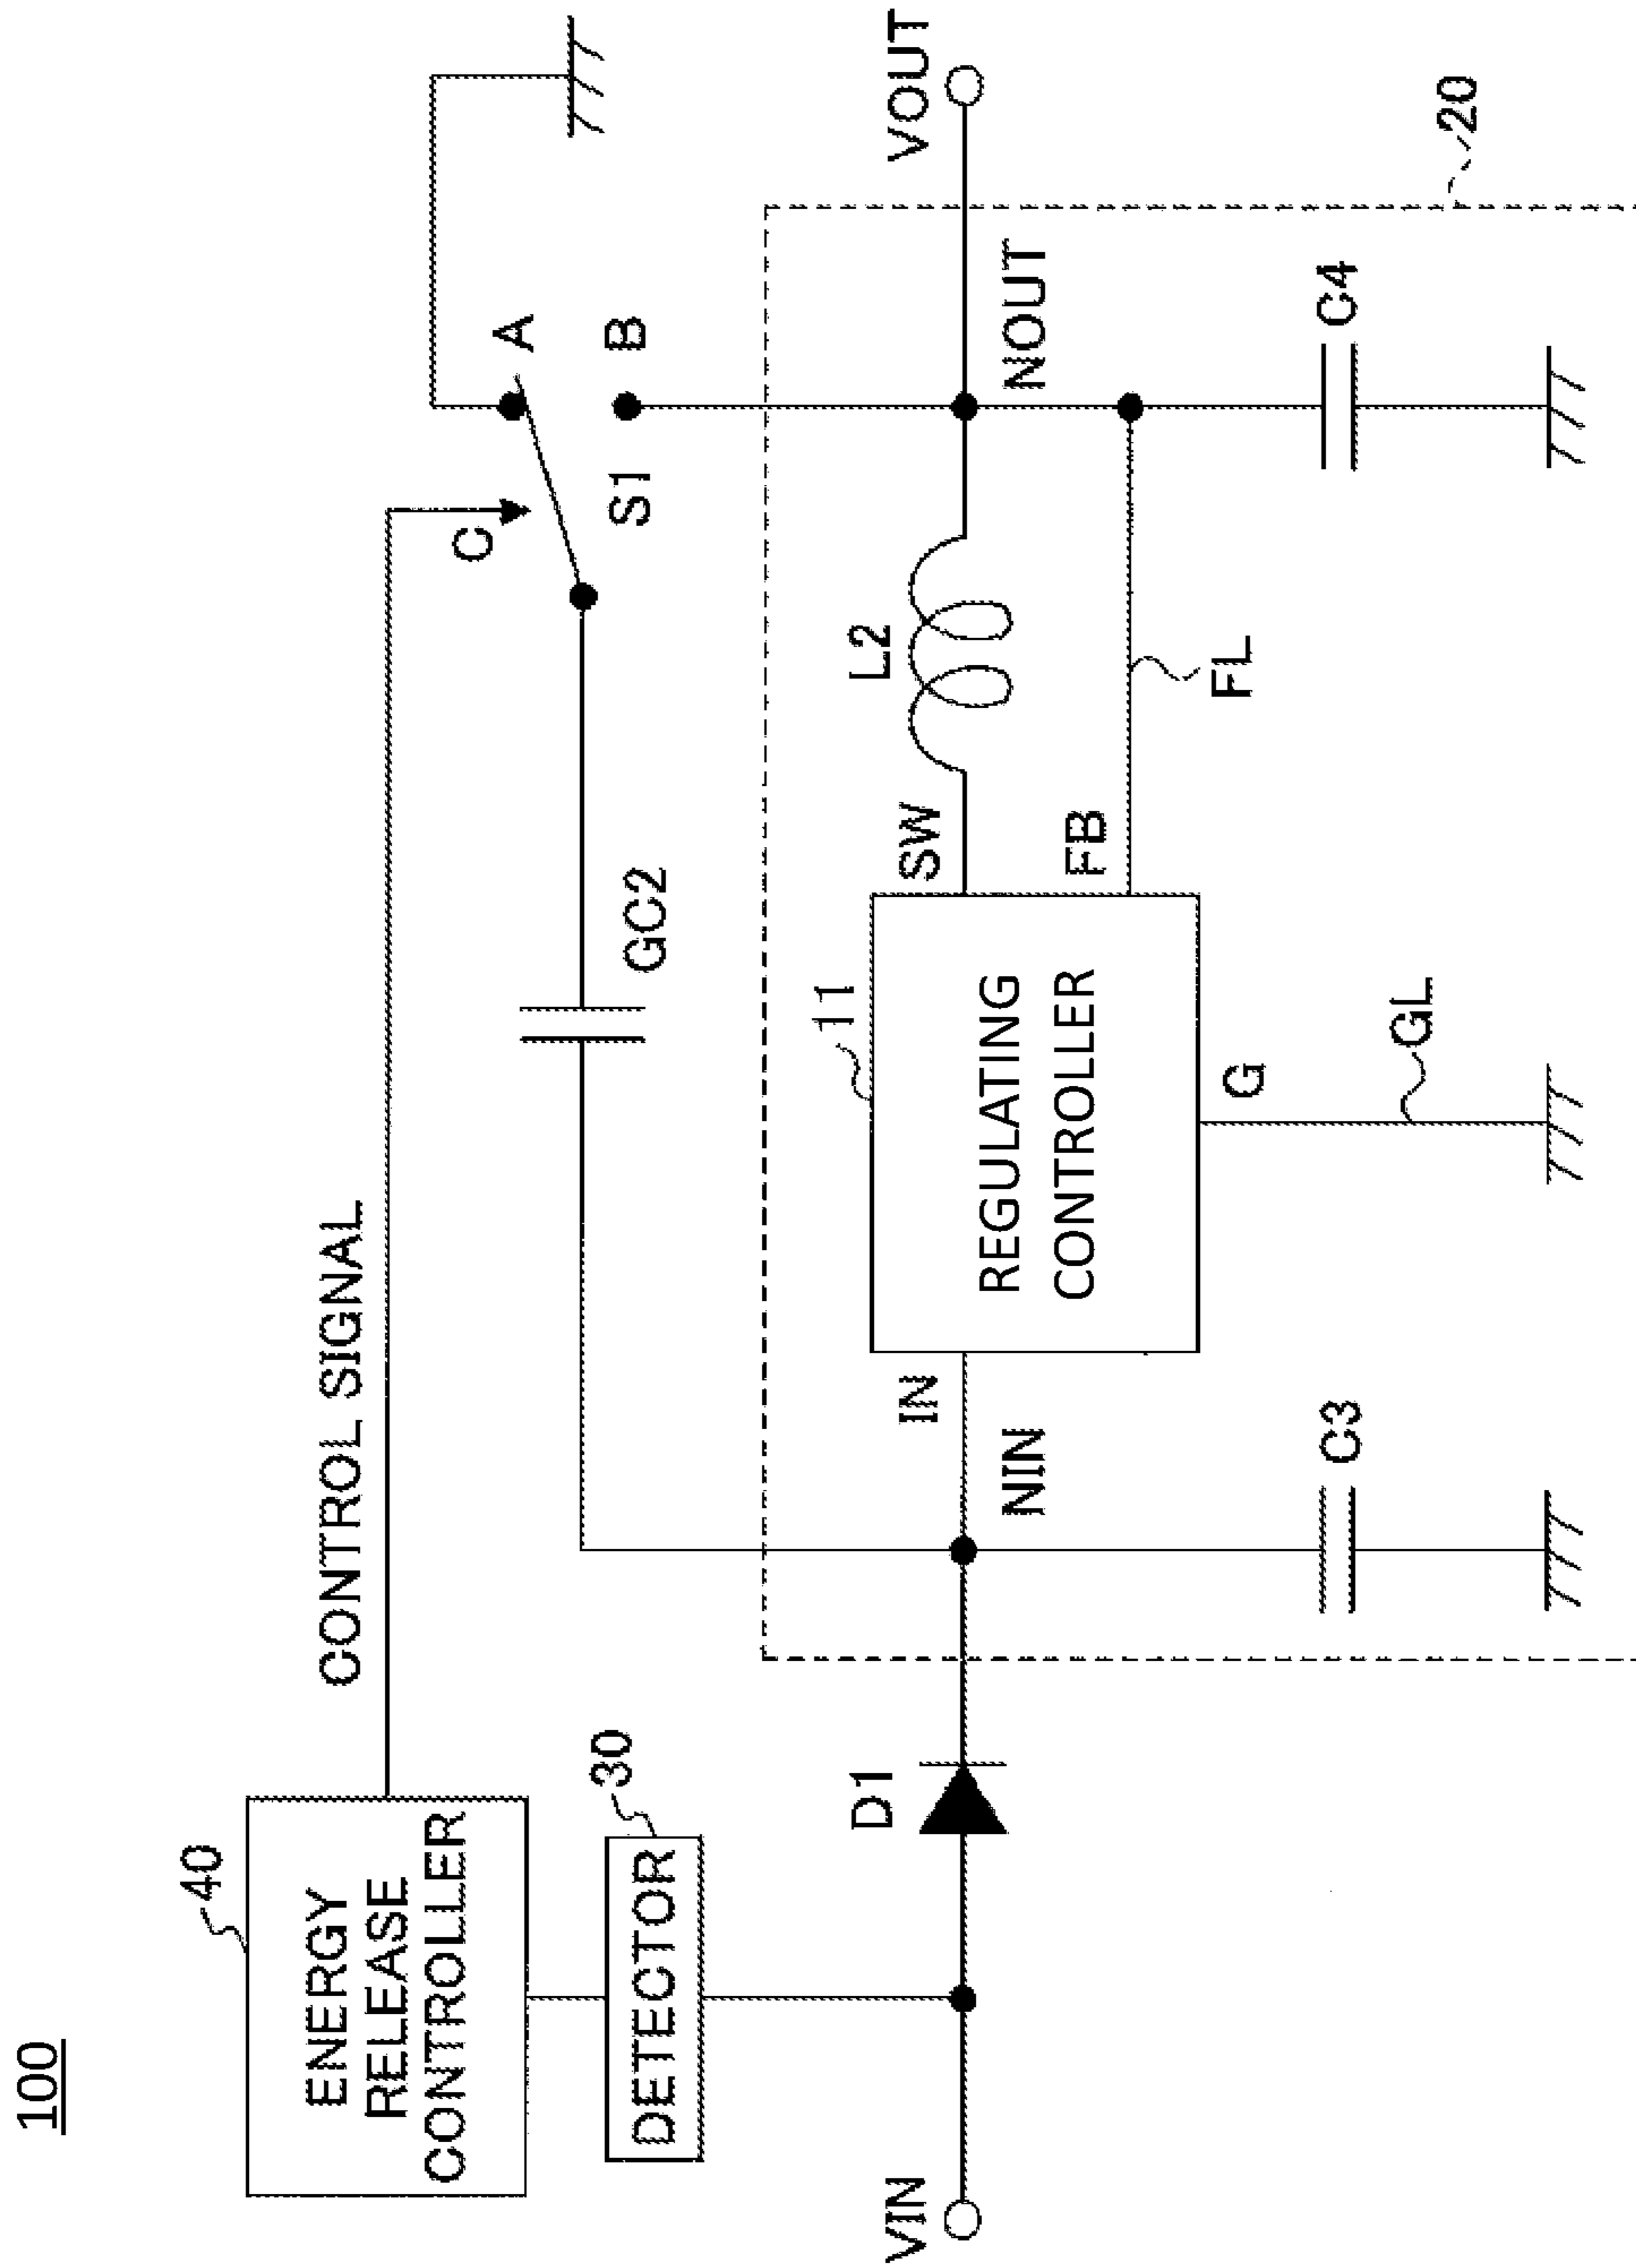 100
40
ENERGY
RELEASE
CONTROLLER
CONTROL SIGNAL
30
DETECTOR
C
A
B
S1
GC2
VIN
D1
NIN
IN
11
REGULATING
CONTROLLER
SW
FB
G
GL
L2
FL
NOUT
VOUT
C3
C4
20